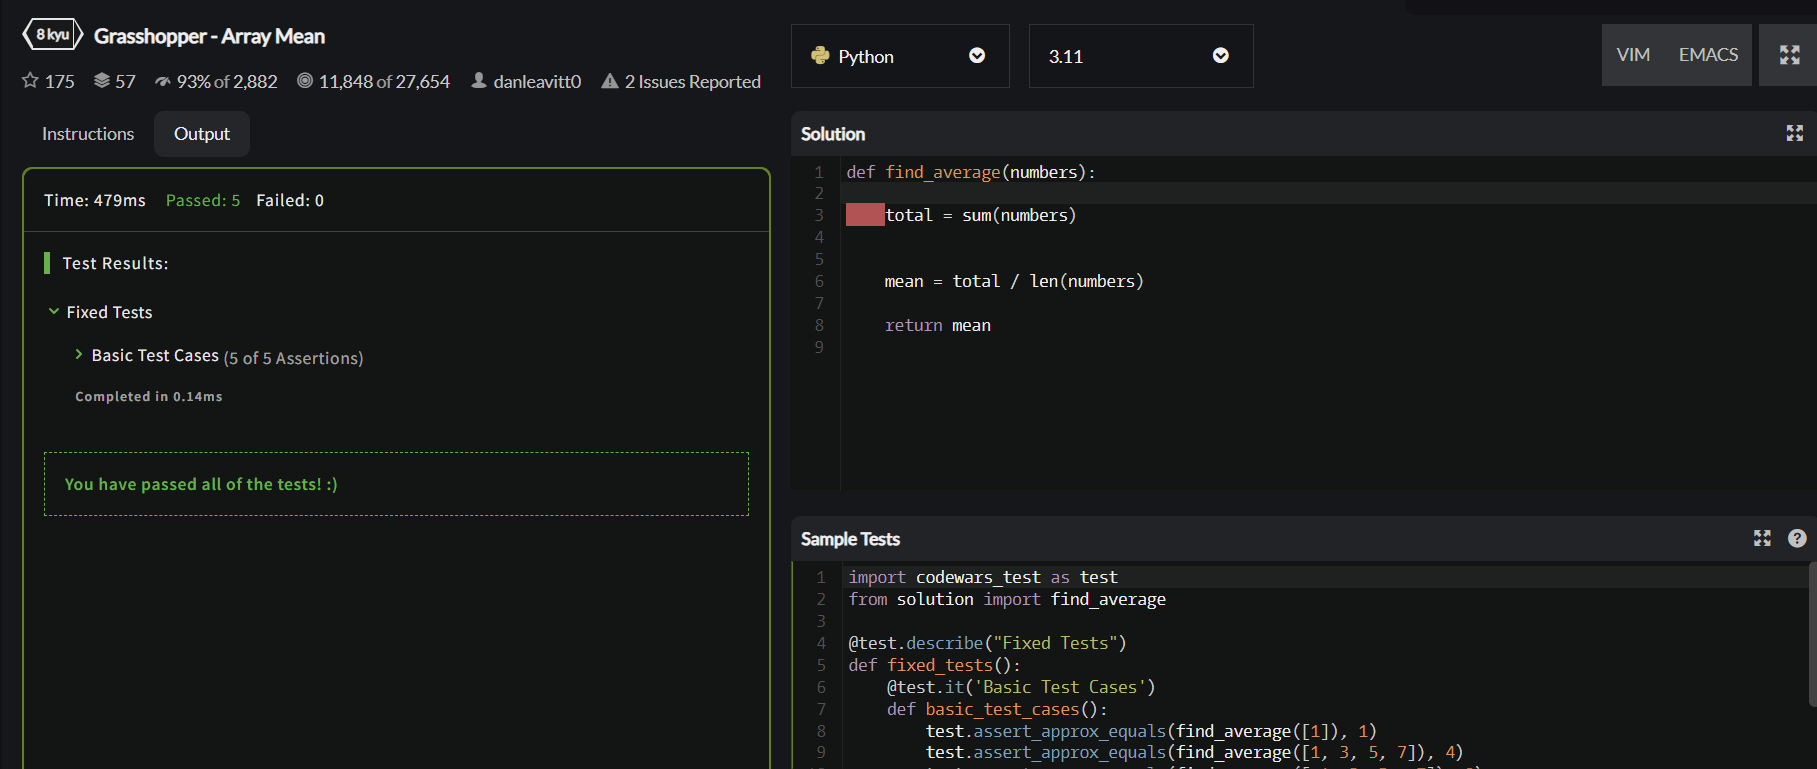 8 kyu Grasshopper - Array Mean
175 57 93% of 2,882 11,848 of 27,654 danleavitt0 2 Issues Reported
Instructions Output
Time: 479ms Passed: 5 Failed: 0
Test Results:
Fixed Tests
Basic Test Cases (5 of 5 Assertions)
Completed in 0.14ms
You have passed all of the tests! :)
Python 3.11 VIM EMACS
Solution
1 def find_average(numbers):
2
3     total = sum(numbers)
4
5
6     mean = total / len(numbers)
7
8     return mean
9
Sample Tests
1 import codewars_test as test
2 from solution import find_average
3
4 @test.describe("Fixed Tests")
5 def fixed_tests():
6     @test.it('Basic Test Cases')
7     def basic_test_cases():
8         test.assert_approx_equals(find_average([1]), 1)
9         test.assert_approx_equals(find_average([1, 3, 5, 7]), 4)